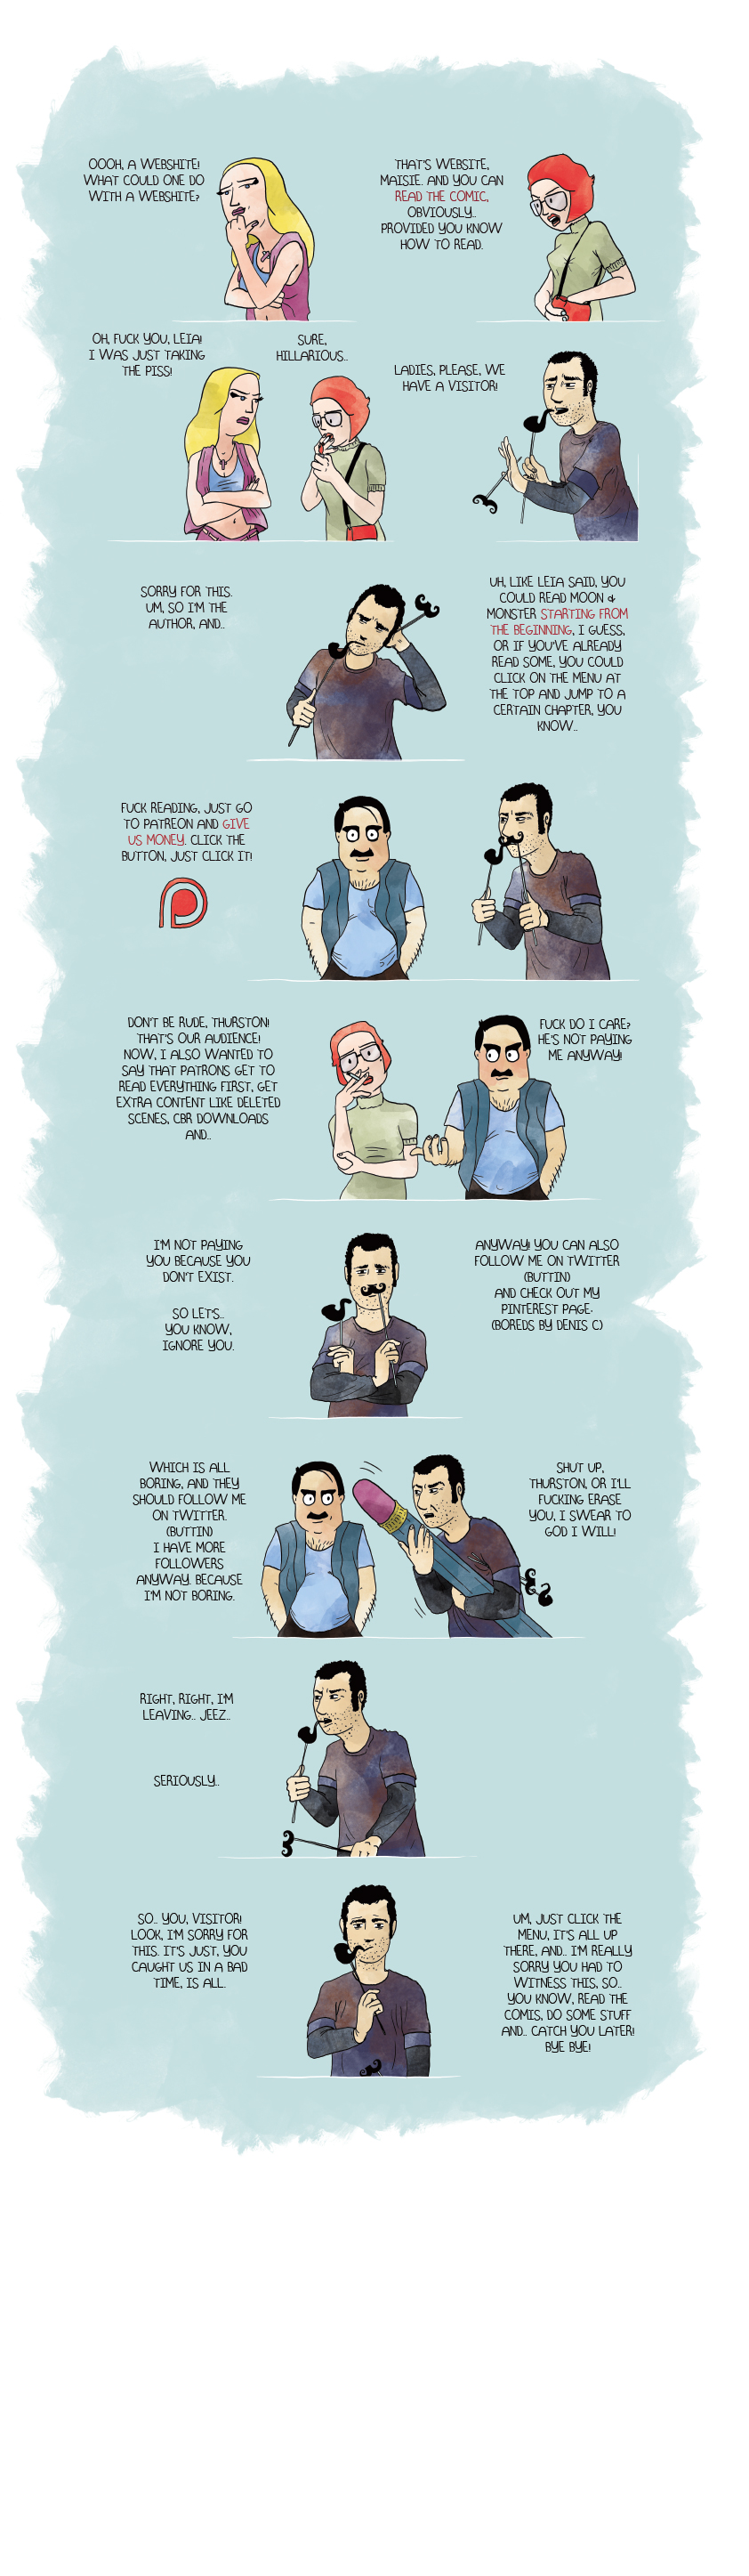 OOOH, A WEBSHITE!
WHAT COULD ONE DO
WITH A WEBSHITE?
THAT'S WEBSITE,
MAISIE. AND YOU CAN
READ THE COMIC,
OBVIOUSLY..
PROVIDED YOU KNOW
HOW TO READ.
OH, FUCK YOU, LEIA!
I WAS JUST TAKING
THE PISS!
SURE,
HILLARIOUS..
LADIES, PLEASE, WE
HAVE A VISITOR!
SORRY FOR THIS.
UM, SO I'M THE
AUTHOR, AND..
UH, LIKE LEIA SAID, YOU
COULD READ MOON &
MONSTER STARTING FROM
THE BEGINNING, I GUESS,
OR IF YOU'VE ALREADY
READ SOME, YOU COULD
CLICK ON THE MENU AT
THE TOP AND JUMP TO A
CERTAIN CHAPTER, YOU
KNOW..
FUCK READING, JUST GO
TO PATREON AND GIVE
US MONEY. CLICK THE
BUTTON, JUST CLICK IT!
DON'T BE RUDE, THURSTON!
THAT'S OUR AUDIENCE!
NOW, I ALSO WANTED TO
SAY THAT PATRONS GET TO
READ EVERYTHING FIRST, GET
EXTRA CONTENT LIKE DELETED
SCENES, CBR DOWNLOADS
AND..
FUCK DO I CARE?
HE'S NOT PAYING
ME ANYWAY!
I'M NOT PAYING
YOU BECAUSE YOU
DON'T EXIST.
SO LET'S..
YOU KNOW,
IGNORE YOU.
ANYWAY! YOU CAN ALSO
FOLLOW ME ON TWITTER
(BUTTIN)
AND CHECK OUT MY
PINTEREST PAGE:
(BOREDS BY DENIS C.)
WHICH IS ALL
BORING, AND THEY
SHOULD FOLLOW ME
ON TWITTER.
(BUTTIN)
I HAVE MORE
FOLLOWERS
ANYWAY. BECAUSE
I'M NOT BORING.
SHUT UP,
THURSTON, OR I'LL
FUCKING ERASE
YOU, I SWEAR TO
GOD I WILL!
RIGHT, RIGHT, I'M
LEAVING.. JEEZ..
SERIOUSLY..
SO.. YOU, VISITOR!
LOOK, I'M SORRY FOR
THIS. IT'S JUST, YOU
CAUGHT US IN A BAD
TIME, IS ALL.
UM, JUST CLICK THE
MENU, IT'S ALL UP
THERE, AND.. I'M REALLY
SORRY YOU HAD TO
WITNESS THIS, SO..
YOU KNOW, READ THE
COMIS, DO SOME STUFF
AND.. CATCH YOU LATER!
BYE BYE!